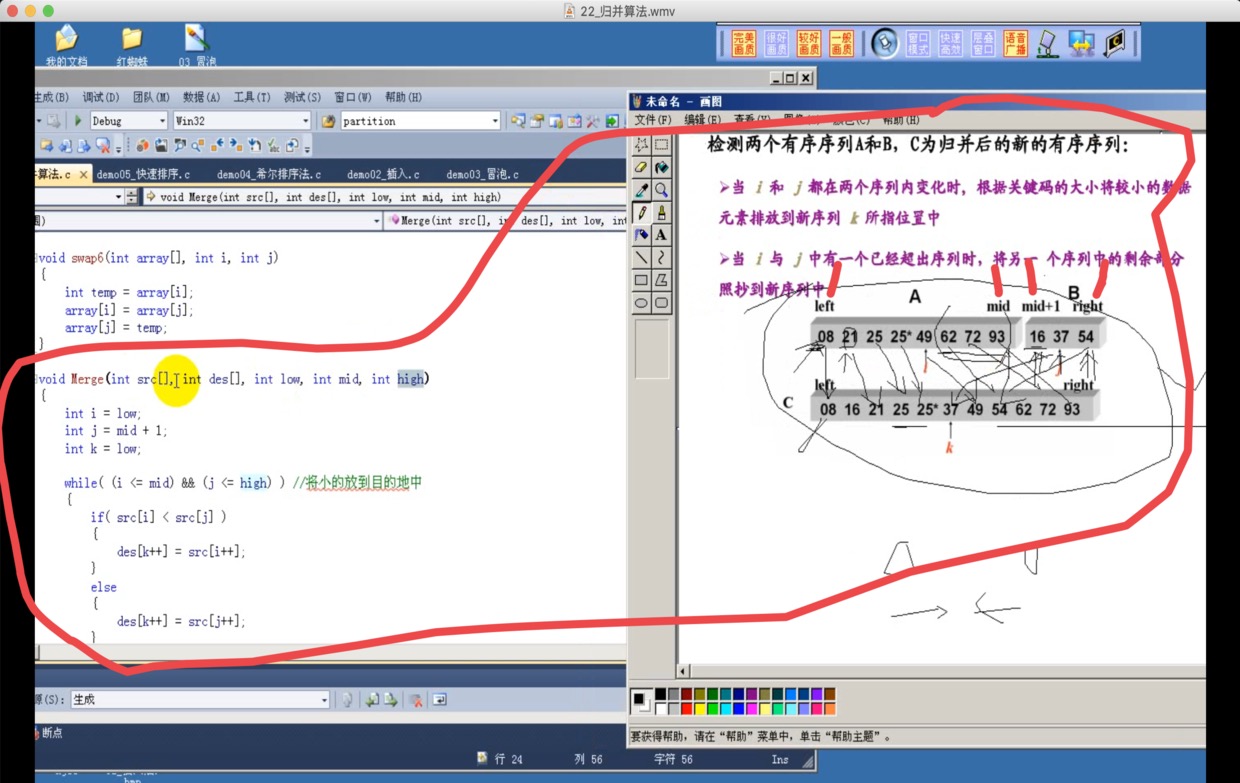 22_归并算法.wmv
我的文档
红蜘蛛
03 冒泡
完美画质 很好画质 较好画质 一般画质 窗口模式 快速高效 层叠窗口 语音广播
生成(B) 调试(D) 团队(M) 数据(A) 工具(T) 测试(S) 窗口(W) 帮助(H)
Debug Win32 partition
算法.c demo05_快速排序.c demo04_希尔排序法.c demo02_插入.c demo03_冒泡.c
void Merge(int src[], int des[], int low, int mid, int high)
Merge(int src[], int des[], int low, int
void swap6(int array[], int i, int j)
{
int temp = array[i];
array[i] = array[j];
array[j] = temp;
}
void Merge(int src[], int des[], int low, int mid, int high)
{
int i = low;
int j = mid + 1;
int k = low;
while( (i <= mid) && (j <= high) ) //将小的放到目的地中
{
if( src[i] < src[j] )
{
des[k++] = src[i++];
}
else
{
des[k++] = src[j++];
}
(S): 生成
断点
行 24 列 56 字符 56 Ins
未命名 - 画图
文件(F) 编辑(E) 查看(V) 帮助(H)
检测两个有序序列A和B，C为归并后的新的有序序列:
当 i 和 j 都在两个序列内变化时，根据关键码的大小将较小的数据
元素排放到新序列 k 所指位置中
当 i 与 j 中有一个已经超出序列时，将另一 个序列中的剩余部分
照抄到新序列中
A B
left mid mid+1 right
08 21 25 25* 49 62 72 93 16 37 54
i j
left right
C 08 16 21 25 25* 37 49 54 62 72 93
k
要获得帮助，请在“帮助”菜单中，单击“帮助主题”。